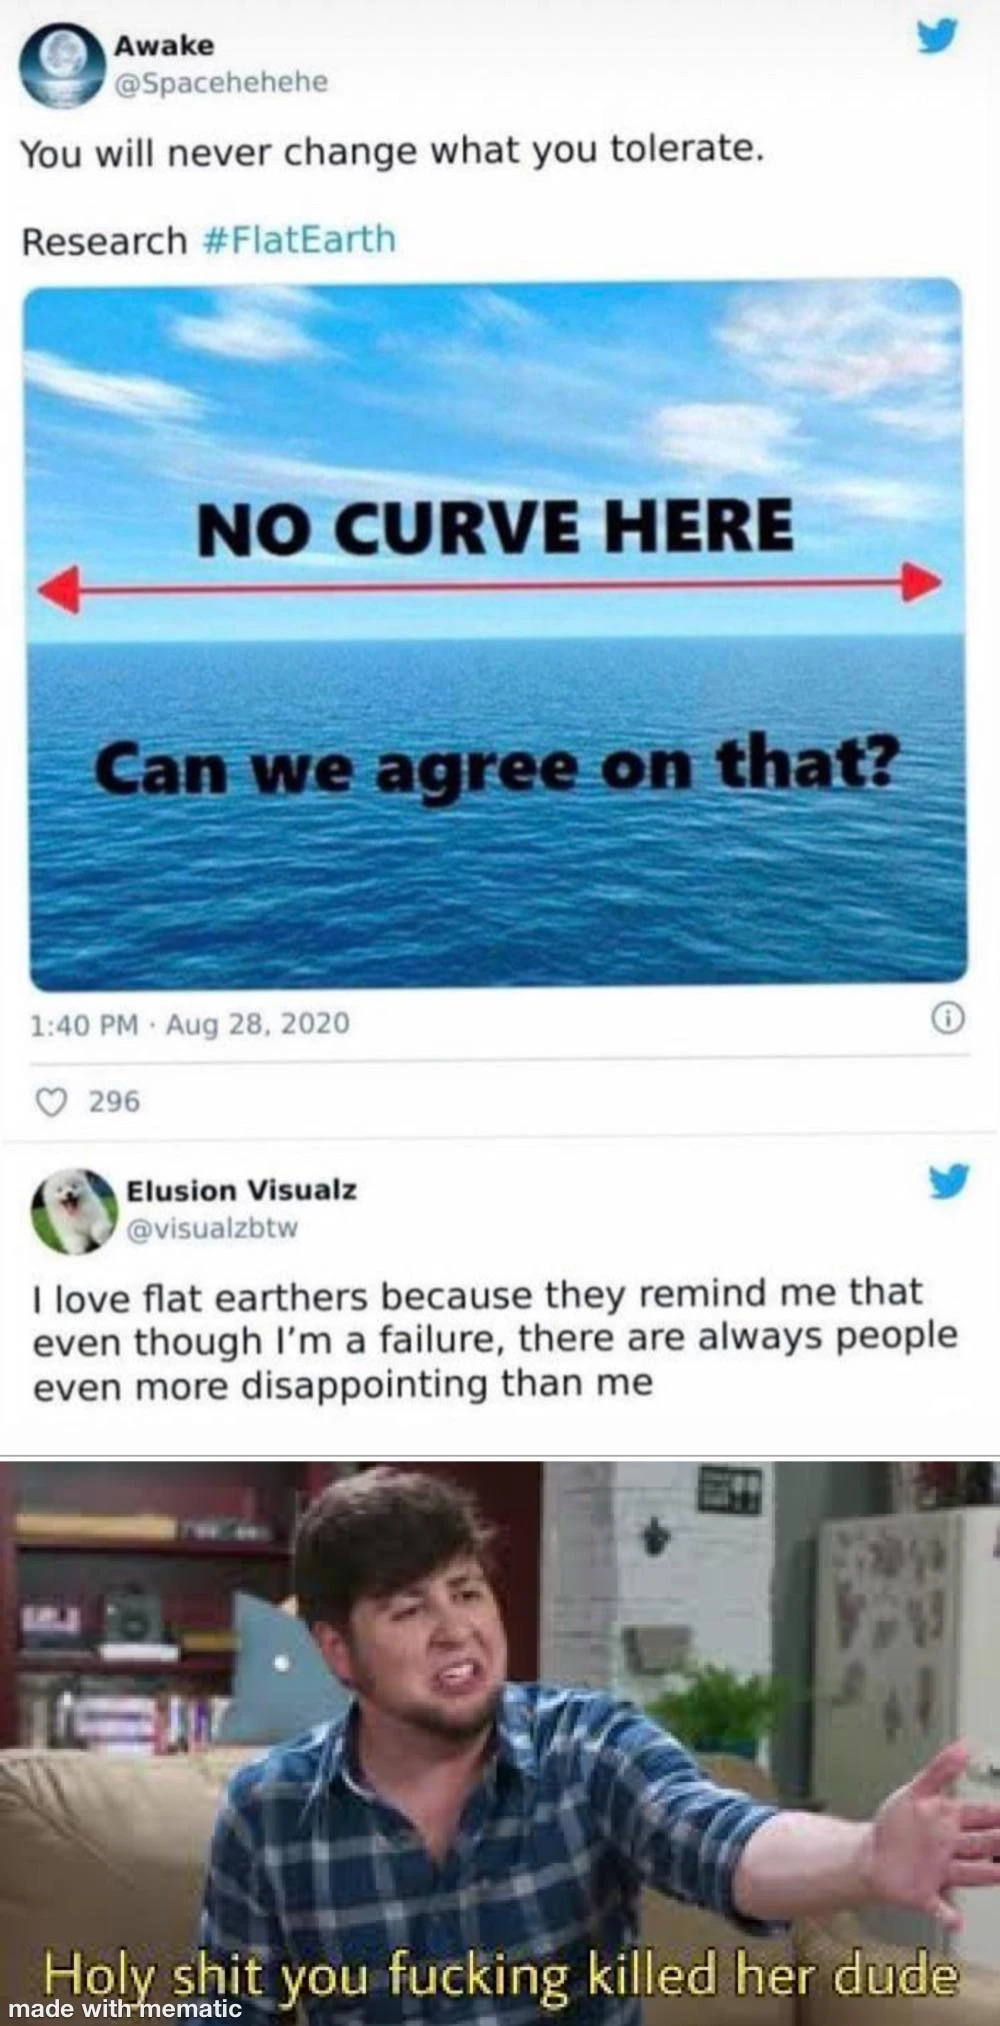 Awake
@Spacehehehe
You will never change what you tolerate.
Research #FlatEarth
NO CURVE HERE
Can we agree on that?
1:40 PM · Aug 28, 2020
296
Elusion Visualz
@visualzbtw
I love flat earthers because they remind me that
even though I'm a failure, there are always people
even more disappointing than me
Holy shit you fucking killed her dude
made with mematic